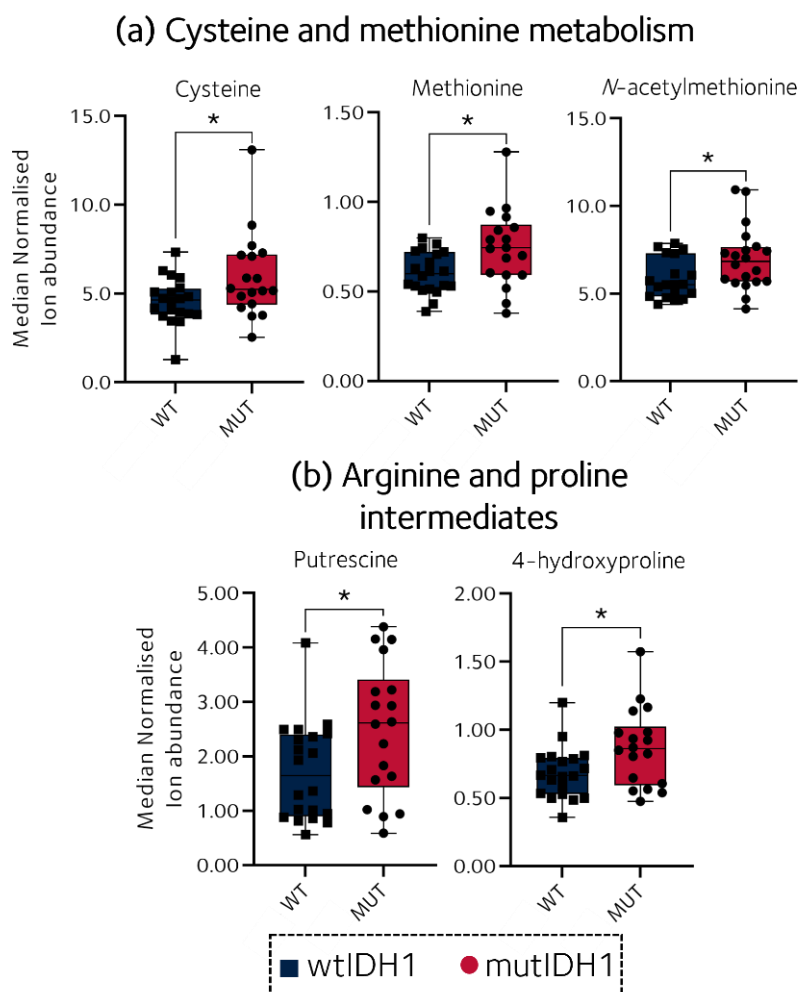 (a) Cysteine and methionine metabolism
Cysteine
Methionine
N-acetylmethionine
Median Normalised
Ion abundance
15.0
10.0
5.0
0.0
*
WT
MUT
1.50
1.00
0.50
0.00
*
WT
MUT
15.0
10.0
5.0
0.0
*
WT
MUT
(b) Arginine and proline
intermediates
Putrescine
4-hydroxyproline
Median Normalised
Ion abundance
5.00
4.00
3.00
2.00
1.00
0.00
*
WT
MUT
2.00
1.50
1.00
0.50
0.00
*
WT
MUT
wtIDH1
mutIDH1